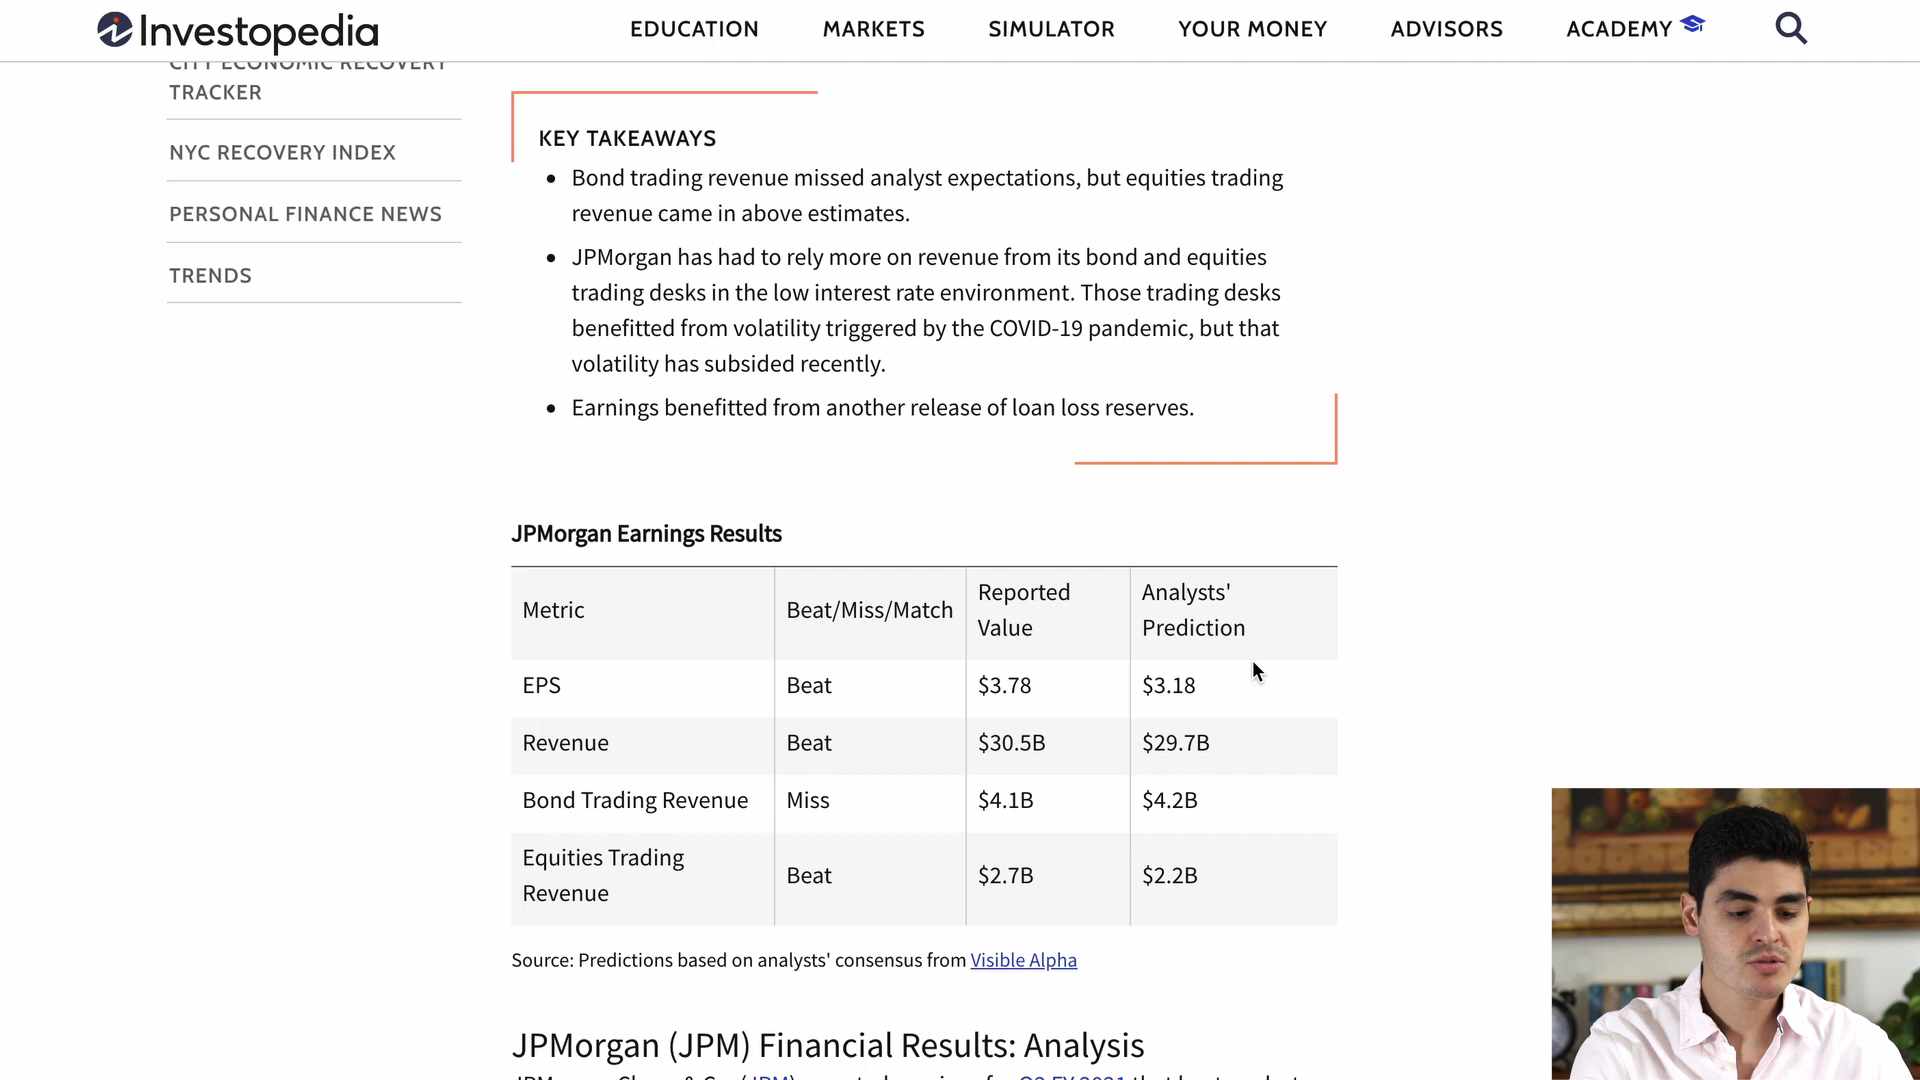 Investopedia
EDUCATION MARKETS SIMULATOR YOUR MONEY ADVISORS ACADEMY
CITY ECONOMIC RECOVERY
TRACKER
NYC RECOVERY INDEX
PERSONAL FINANCE NEWS
TRENDS
KEY TAKEAWAYS
• Bond trading revenue missed analyst expectations, but equities trading
revenue came in above estimates.
• JPMorgan has had to rely more on revenue from its bond and equities
trading desks in the low interest rate environment. Those trading desks
benefitted from volatility triggered by the COVID-19 pandemic, but that
volatility has subsided recently.
• Earnings benefitted from another release of loan loss reserves.
JPMorgan Earnings Results
Metric Beat/Miss/Match Reported Value Analysts' Prediction
EPS Beat $3.78 $3.18
Revenue Beat $30.5B $29.7B
Bond Trading Revenue Miss $4.1B $4.2B
Equities Trading Revenue Beat $2.7B $2.2B
Source: Predictions based on analysts' consensus from Visible Alpha
JPMorgan (JPM) Financial Results: Analysis